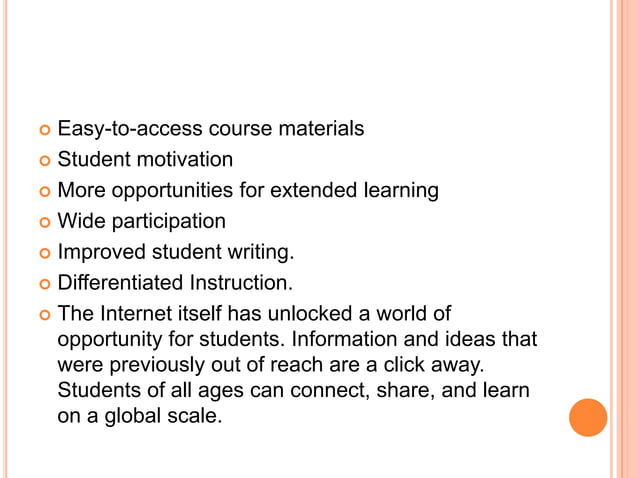 Easy-to-access course materials
Student motivation
More opportunities for extended learning
Wide participation
Improved student writing.
Differentiated Instruction.
The Internet itself has unlocked a world of
opportunity for students. Information and ideas that
were previously out of reach are a click away.
Students of all ages can connect, share, and learn
on a global scale.